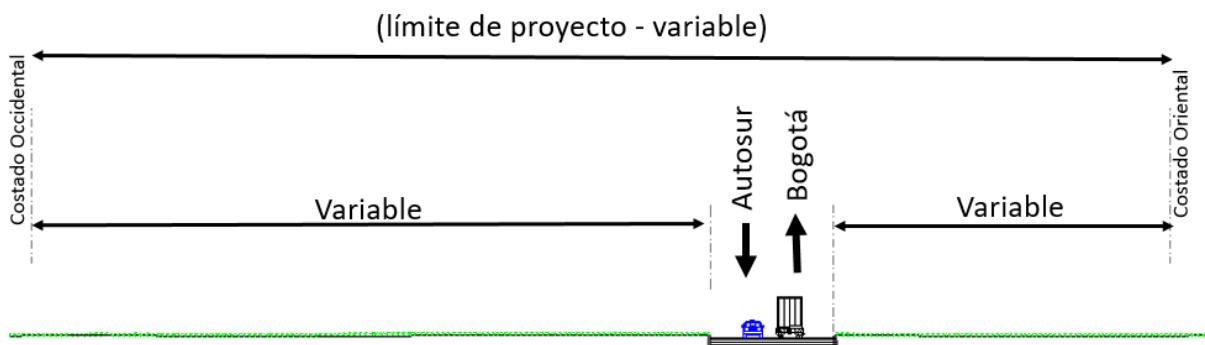 (límite de proyecto - variable)
Costado Occidental
Costado Oriental
Autosur
Bogotá
Variable
Variable